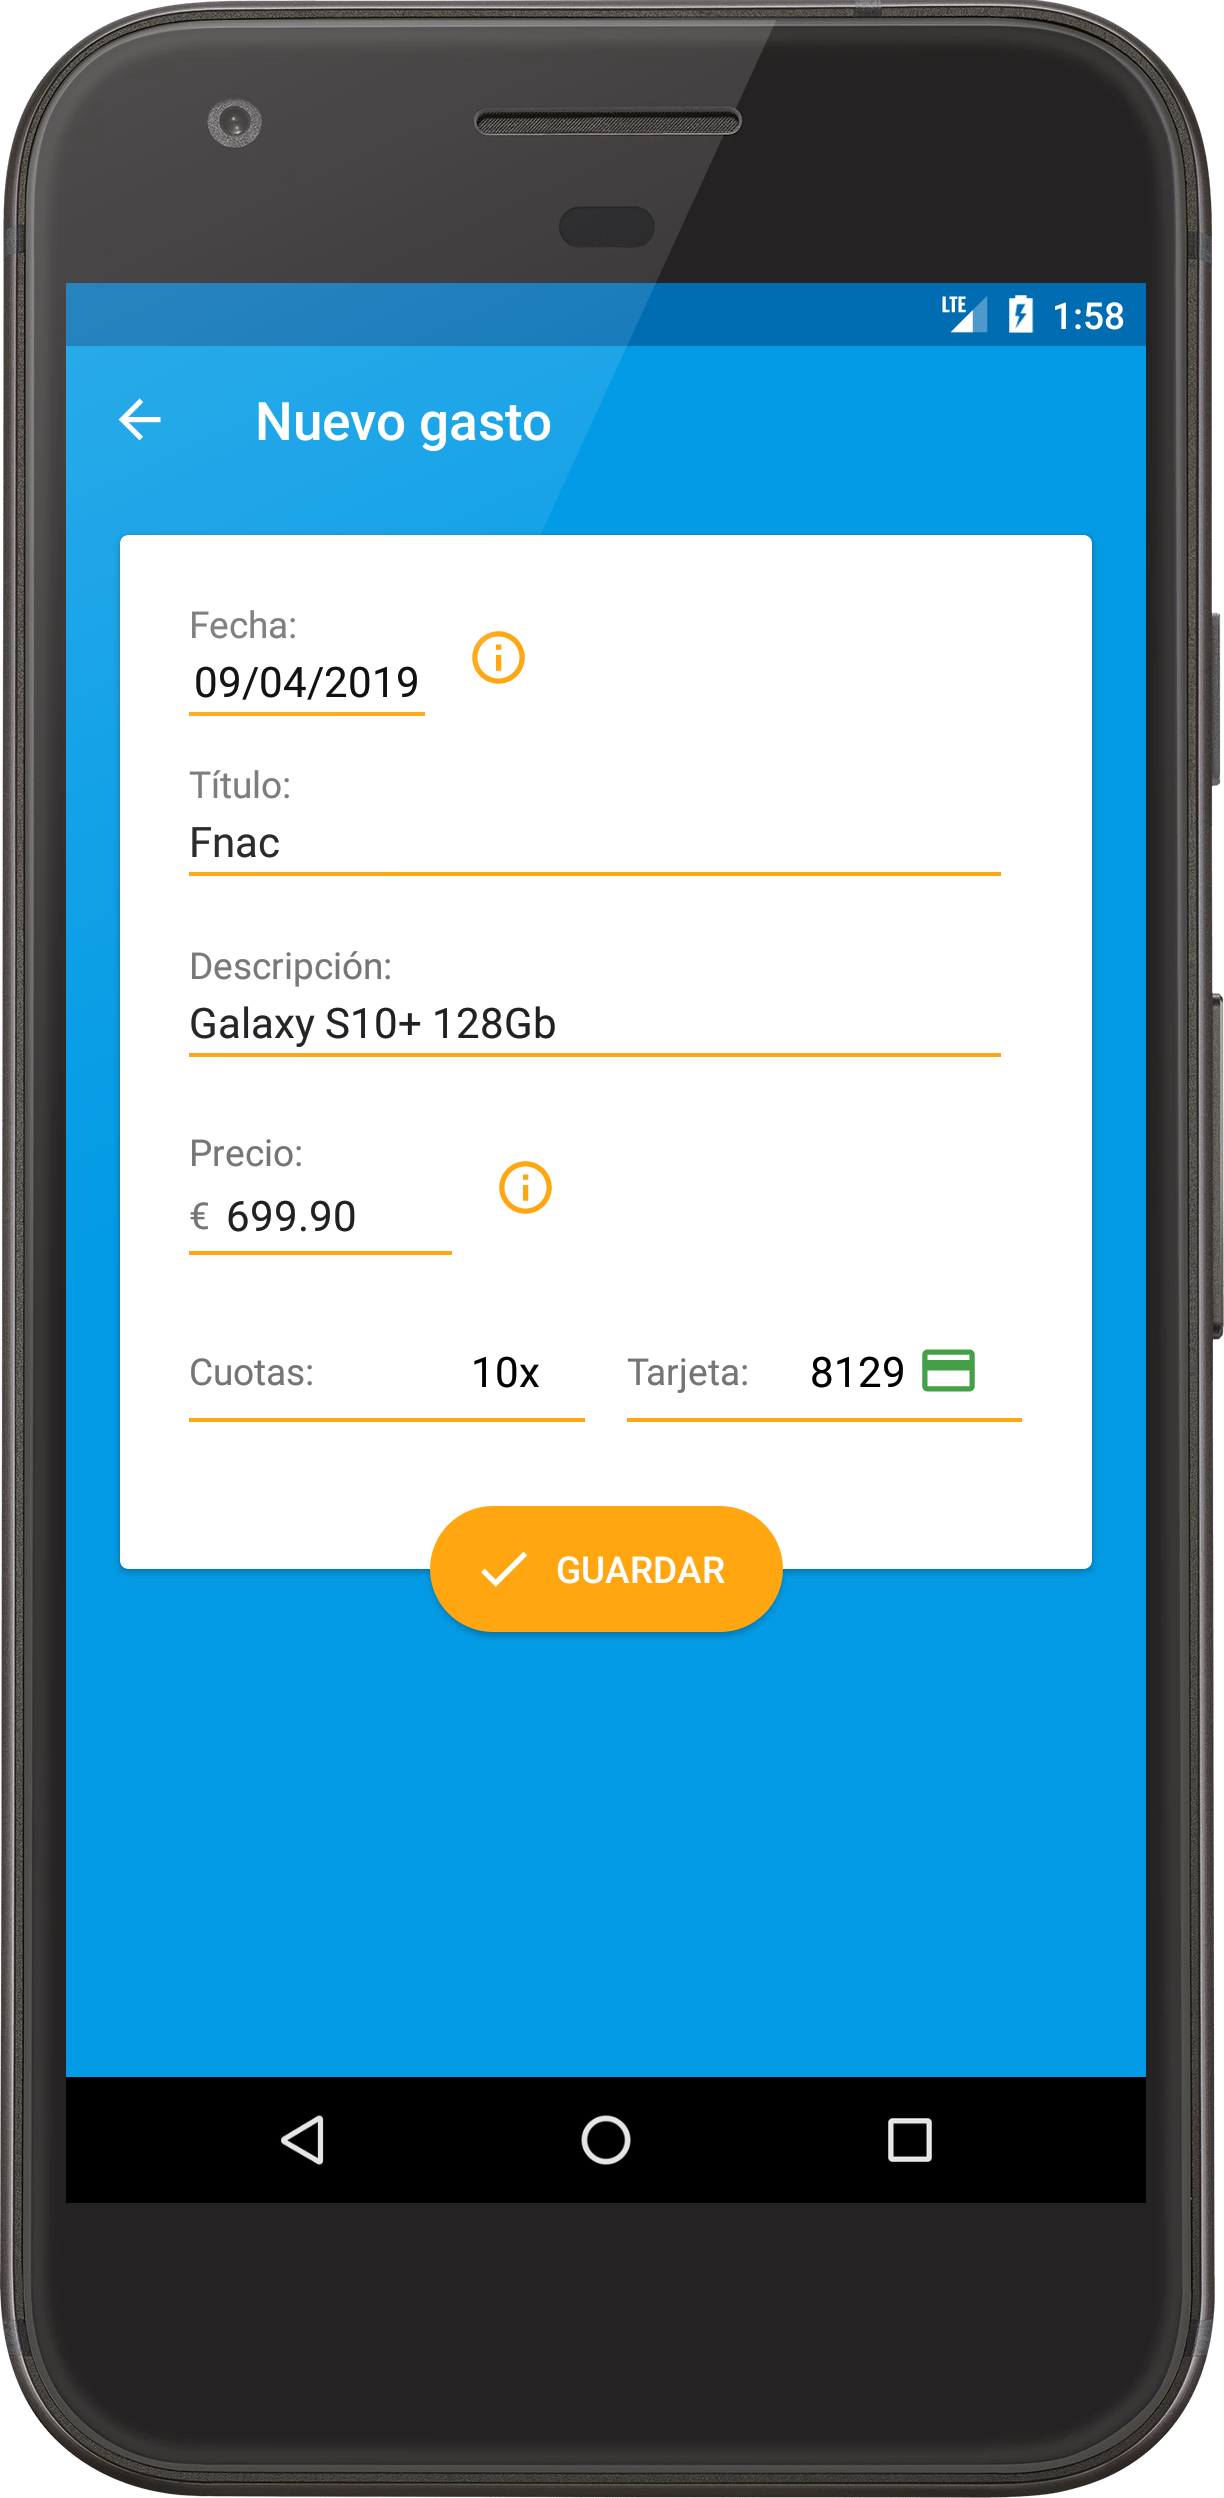 LTE 1:58
Nuevo gasto
Fecha:
09/04/2019
Título:
Fnac
Descripción:
Galaxy S10+ 128Gb
Precio:
€ 699.90
Cuotas: 10x Tarjeta: 8129
GUARDAR